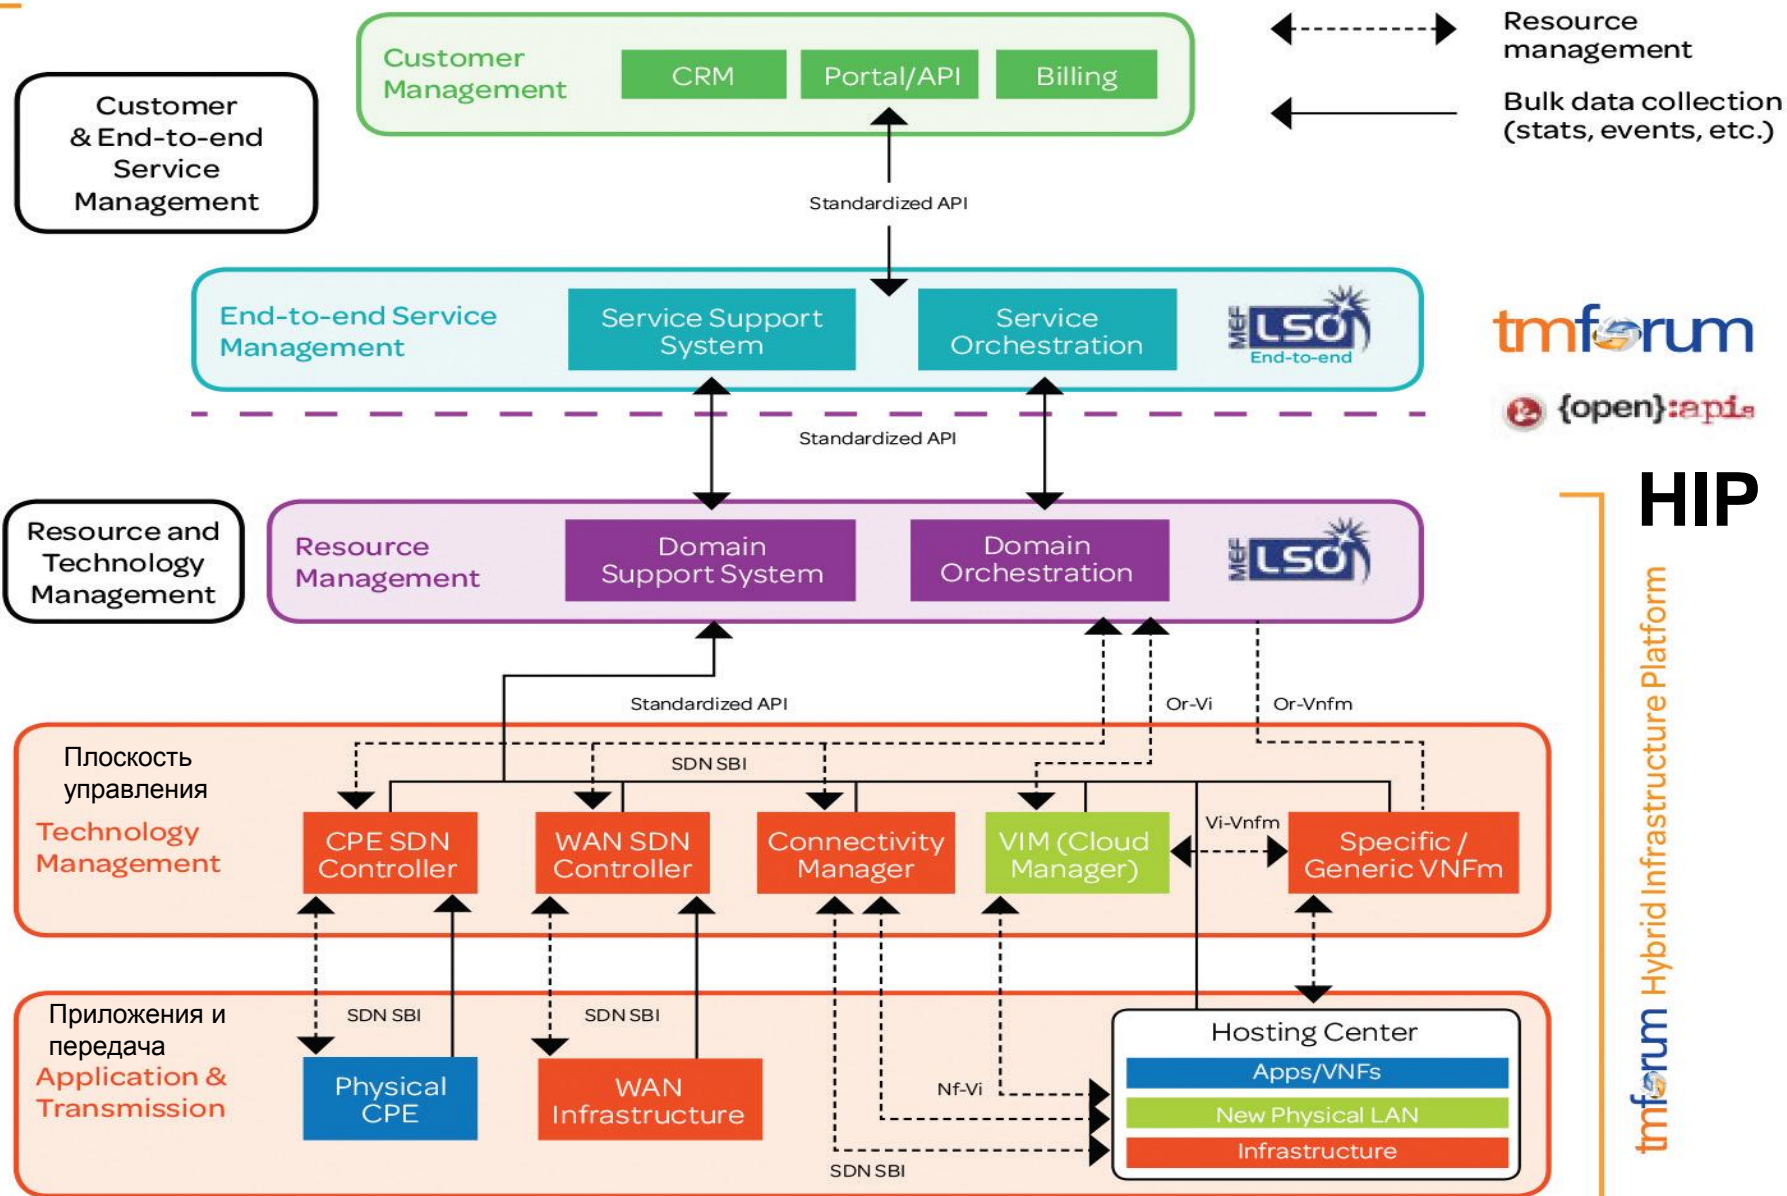 Customer
Management
CRM
Portal/API
Billing
Resource
management
Bulk data collection
(stats, events, etc.)
Customer
& End-to-end
Service
Management
Standardized API
End-to-end Service
Management
Service Support
System
Service
Orchestration
MEF
LSO
End-to-end
tmforum
{open}:apis
Standardized API
HIP
Resource and
Technology
Management
Resource
Management
Domain
Support System
Domain
Orchestration
MEF
LSO
Standardized API
Or-Vi
Or-Vnfm
Плоскость
управления
Technology
Management
SDN SBI
CPE SDN
Controller
WAN SDN
Controller
Connectivity
Manager
VIM (Cloud
Manager)
Vi-Vnfm
Specific /
Generic VNFm
Приложения и
передача
Application &
Transmission
SDN SBI
SDN SBI
Physical
CPE
WAN
Infrastructure
Nf-Vi
SDN SBI
Hosting Center
Apps/VNFs
New Physical LAN
Infrastructure
tmforum Hybrid Infrastructure Platform